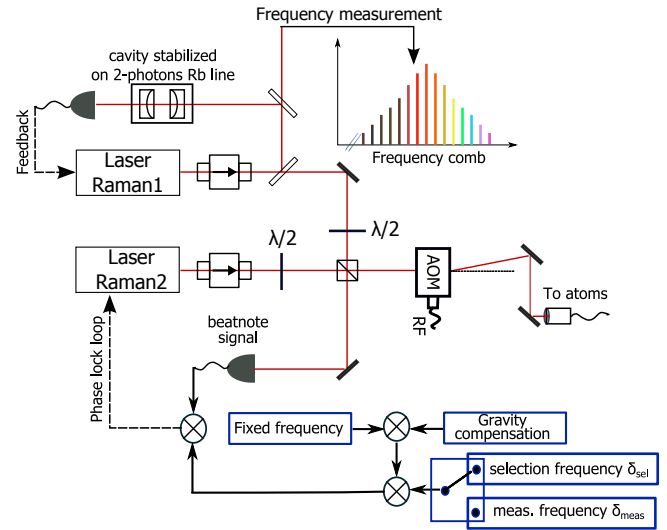 Frequency measurement
cavity stabilized
on 2-photons Rb line
Feedback
Frequency comb
Laser
Raman1
λ/2
λ/2
Laser
Raman2
AOM
RF
To atoms
beatnote
signal
Phase lock loop
Fixed frequency
Gravity
compensation
selection frequency δsel
meas. frequency δmeas